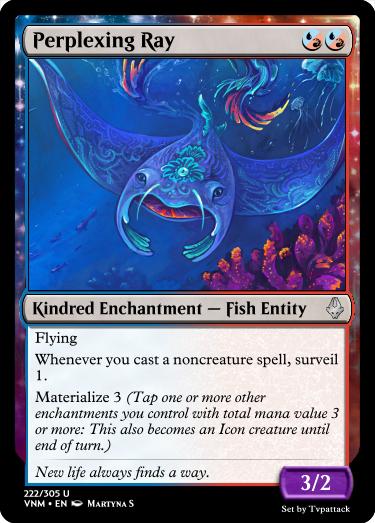 Perplexing Ray
Kindred Enchantment — Fish Entity
Flying
Whenever you cast a noncreature spell, surveil
1.
Materialize 3 (Tap one or more other
enchantments you control with total mana value 3
or more: This also becomes an Icon creature until
end of turn.)
New life always finds a way.
3/2
222/305 U
VNM • EN MARTYNA S
Set by Tvpattack